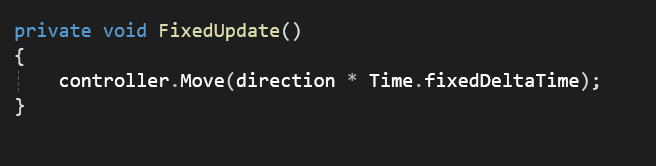 private void FixedUpdate()
{
controller.Move(direction * Time.fixedDeltaTime);
}